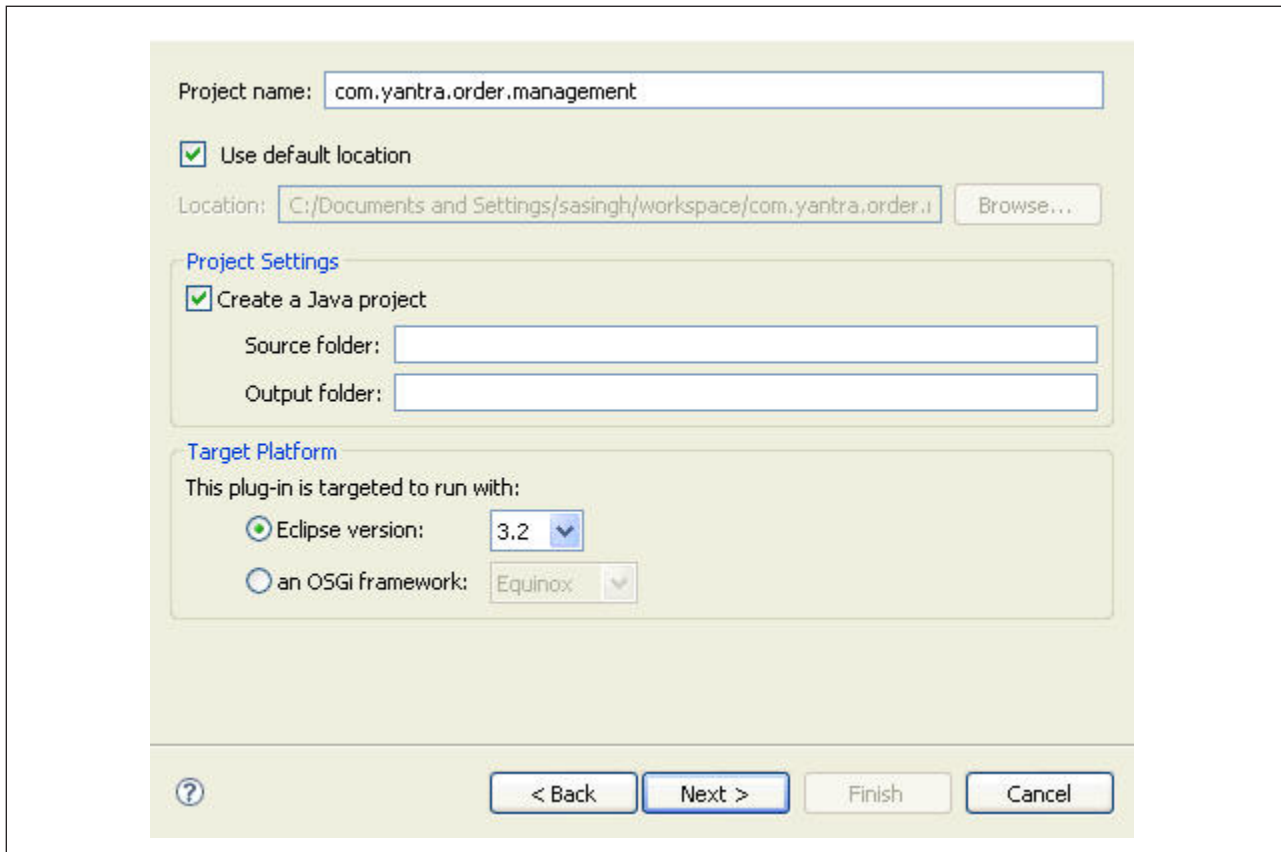 Project name: com.yantra.order.management
Use default location
Location: C:/Documents and Settings/sasingh/workspace/com.yantra.order. Browse...
Project Settings
Create a Java project
Source folder:
Output folder:
Target Platform
This plug-in is targeted to run with:
Eclipse version: 3.2
an OSGi framework: Equinox
? < Back Next > Finish Cancel